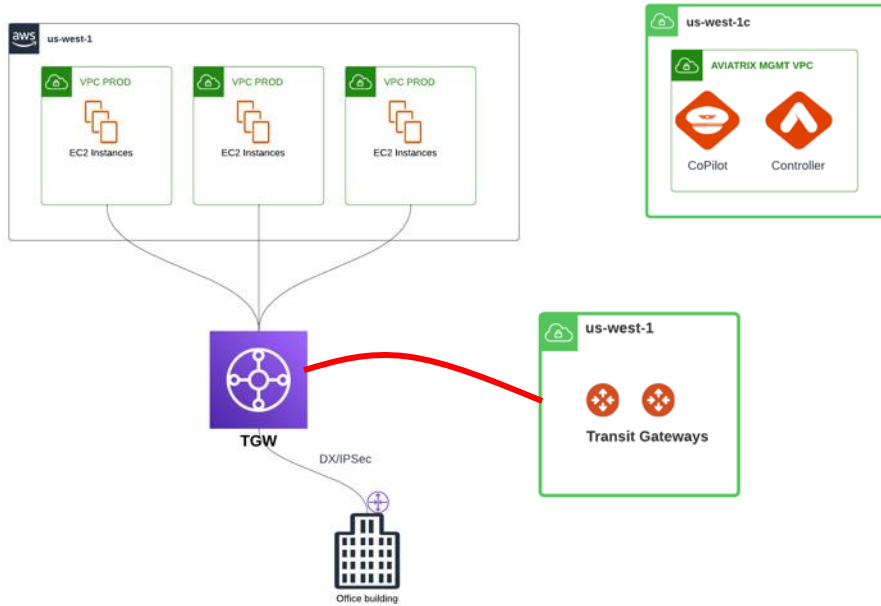 aws
us-west-1
VPC PROD
EC2 Instances
VPC PROD
EC2 Instances
VPC PROD
EC2 Instances
us-west-1c
AVIATRIX MGMT VPC
CoPilot
Controller
us-west-1
Transit Gateways
TGW
DX/IPSec
Office building